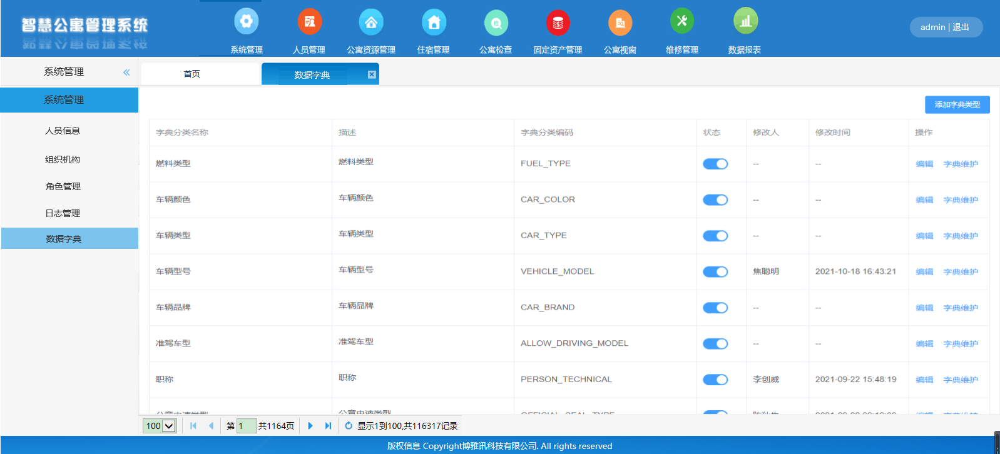 智慧公寓管理系统
系统管理
人员管理
公寓资源管理
住宿管理
公寓检查
固定资产管理
公寓视窗
维修管理
数据报表
admin | 退出
系统管理
首页
数据字典
系统管理
人员信息
组织机构
角色管理
日志管理
数据字典
添加字典类型
字典分类名称 描述 字典分类编码 状态 修改人 修改时间 操作
燃料类型 燃料类型 FUEL_TYPE -- -- 编辑 字典维护
车辆颜色 车辆颜色 CAR_COLOR -- -- 编辑 字典维护
车辆类型 车辆类型 CAR_TYPE -- -- 编辑 字典维护
车辆型号 车辆型号 VEHICLE_MODEL 焦聪明 2021-10-18 16:43:21 编辑 字典维护
车辆品牌 车辆品牌 CAR_BRAND -- -- 编辑 字典维护
准驾车型 准驾车型 ALLOW_DRIVING_MODEL -- -- 编辑 字典维护
职称 职称 PERSON_TECHNICAL 李创威 2021-09-22 15:48:19 编辑 字典维护
公章申请类型 公章申请类型 OFFICIAL_SEAL_TYPE
100 第 1 共1164页 显示1到100,共116317记录
版权信息 Copyright博雅讯科技有限公司. All rights reserved